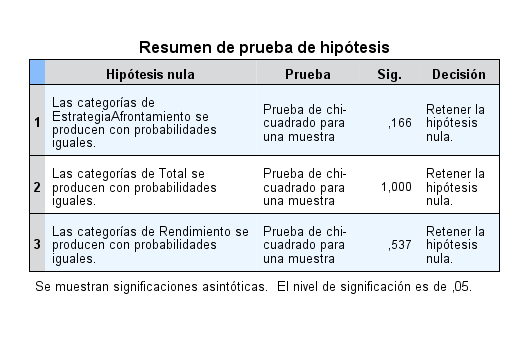 Resumen de prueba de hipótesis
Hipótesis nula Prueba Sig. Decisión
1
Las categorías de
EstrategiaAfrontamiento se
producen con probabilidades
iguales.
Prueba de chi-
cuadrado para
una muestra
,166
Retener la
hipótesis
nula.
2
Las categorías de Total se
producen con probabilidades
iguales.
Prueba de chi-
cuadrado para
una muestra
1,000
Retener la
hipótesis
nula.
3
Las categorías de Rendimiento se
producen con probabilidades
iguales.
Prueba de chi-
cuadrado para
una muestra
,537
Retener la
hipótesis
nula.
Se muestran significaciones asintóticas. El nivel de significación es de ,05.